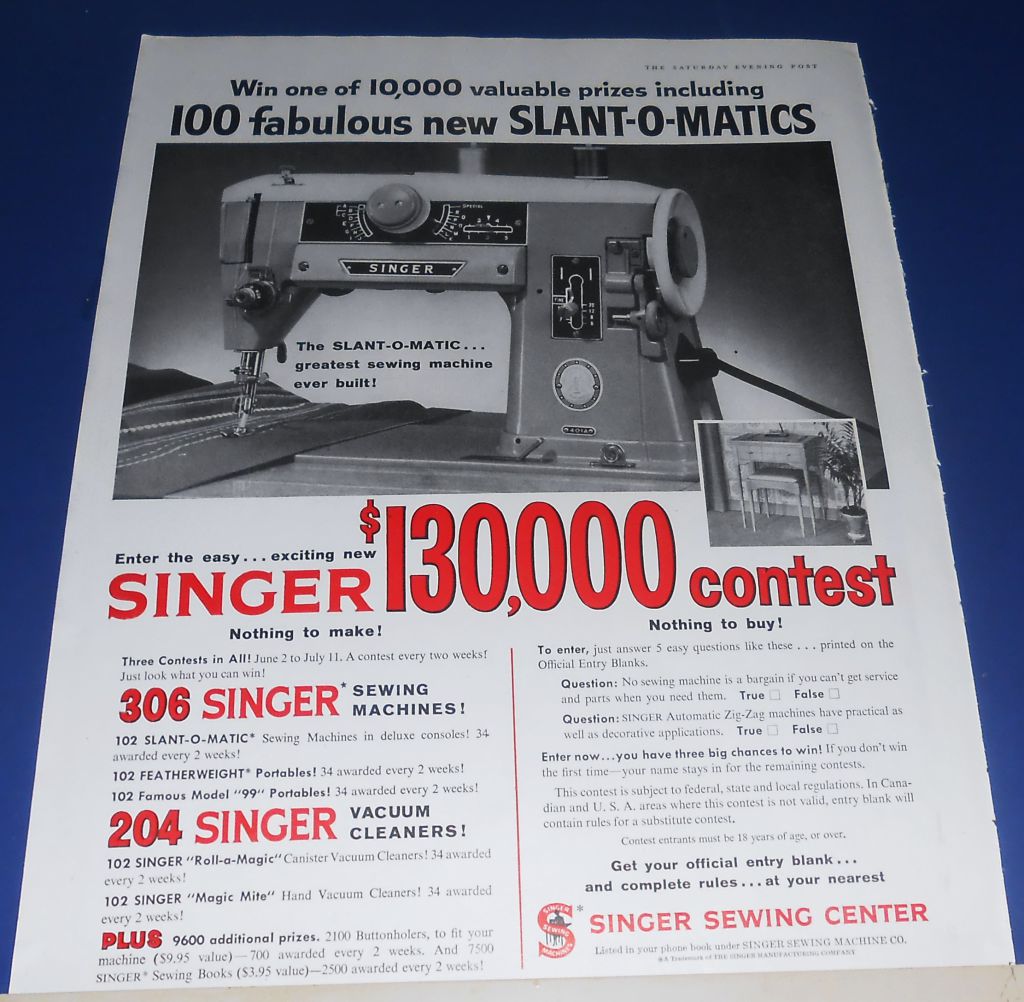 THE SATURDAY EVENING POST
Win one of 10,000 valuable prizes including
100 fabulous new SLANT-O-MATICS
SPECIAL
SINGER
The SLANT-O-MATIC...
greatest sewing machine
ever built!
401A
Enter the easy...exciting new
SINGER $130,000 contest
Nothing to make!
Three Contests in All! June 2 to July 11. A contest every two weeks!
Just look what you can win!
306 SINGER* SEWING
MACHINES!
102 SLANT-O-MATIC* Sewing Machines in deluxe consoles! 34
awarded every 2 weeks!
102 FEATHERWEIGHT* Portables! 34 awarded every 2 weeks!
102 Famous Model "99" Portables! 34 awarded every 2 weeks!
204 SINGER VACUUM
CLEANERS!
102 SINGER "Roll-a-Magic" Canister Vacuum Cleaners! 34 awarded
every 2 weeks!
102 SINGER "Magic Mite" Hand Vacuum Cleaners! 34 awarded
every 2 weeks!
PLUS 9600 additional prizes. 2100 Buttonholers, to fit your
machine ($9.95 value)—700 awarded every 2 weeks. And 7500
SINGER* Sewing Books ($3.95 value)—2500 awarded every 2 weeks!
Nothing to buy!
To enter, just answer 5 easy questions like these . . . printed on the
Official Entry Blanks.
Question: No sewing machine is a bargain if you can't get service
and parts when you need them. True ☐ False ☐
Question: SINGER Automatic Zig-Zag machines have practical as
well as decorative applications. True ☐ False ☐
Enter now...you have three big chances to win! If you don't win
the first time—your name stays in for the remaining contests.
This contest is subject to federal, state and local regulations. In Cana-
dian and U. S. A. areas where this contest is not valid, entry blank will
contain rules for a substitute contest.
Contest entrants must be 18 years of age, or over.
Get your official entry blank...
and complete rules...at your nearest
SINGER
SEWING
MACHINES
* SINGER SEWING CENTER
Listed in your phone book under SINGER SEWING MACHINE CO.
*A Trademark of THE SINGER MANUFACTURING COMPANY